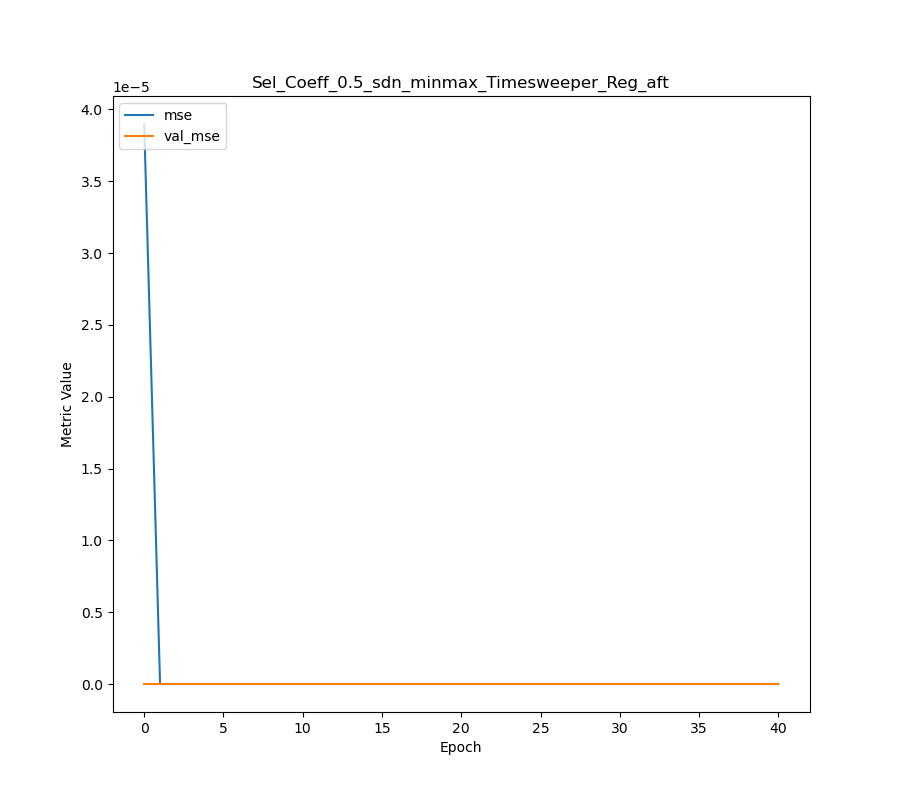 Sel_Coeff_0.5_sdn_minmax_Timesweeper_Reg_aft
1e−5
mse
val_mse
4.0
3.5
3.0
2.5
2.0
1.5
1.0
0.5
0.0
Metric Value
0 5 10 15 20 25 30 35 40
Epoch